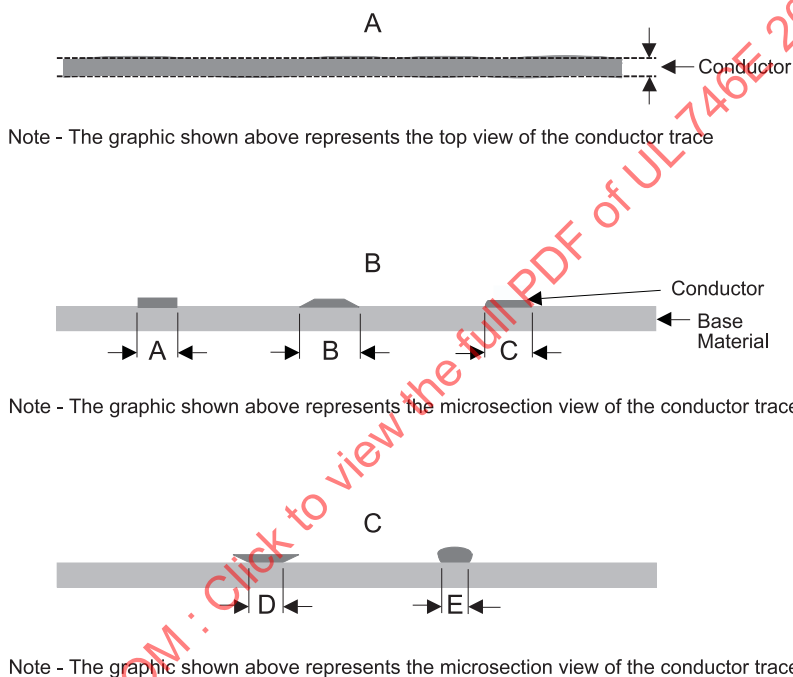 A
Conductor
Note - The graphic shown above represents the top view of the conductor trace
B
Conductor
Base
Material
A
B
C
Note - The graphic shown above represents the microsection view of the conductor trace
C
D
E
Note - The graphic shown above represents the microsection view of the conductor trace
OM : Click to view the full PDF of UL 746E 20